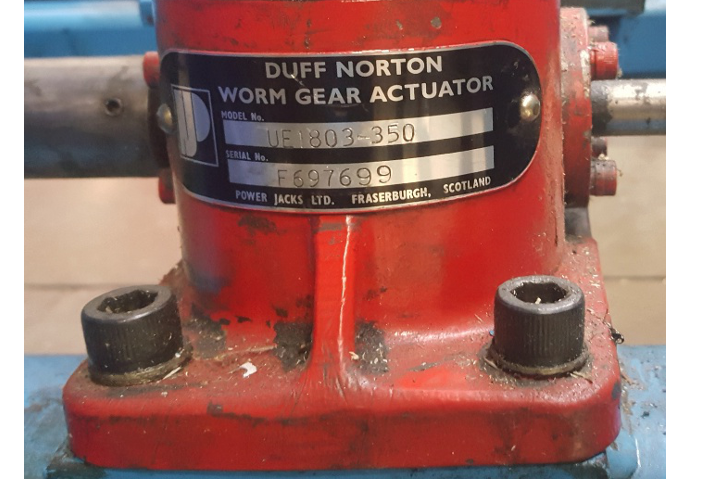 DUFF NORTON
WORM GEAR ACTUATOR
MODEL No.
UE1803-350
SERIAL No.
F697699
POWER JACKS LTD. FRASERBURGH, SCOTLAND